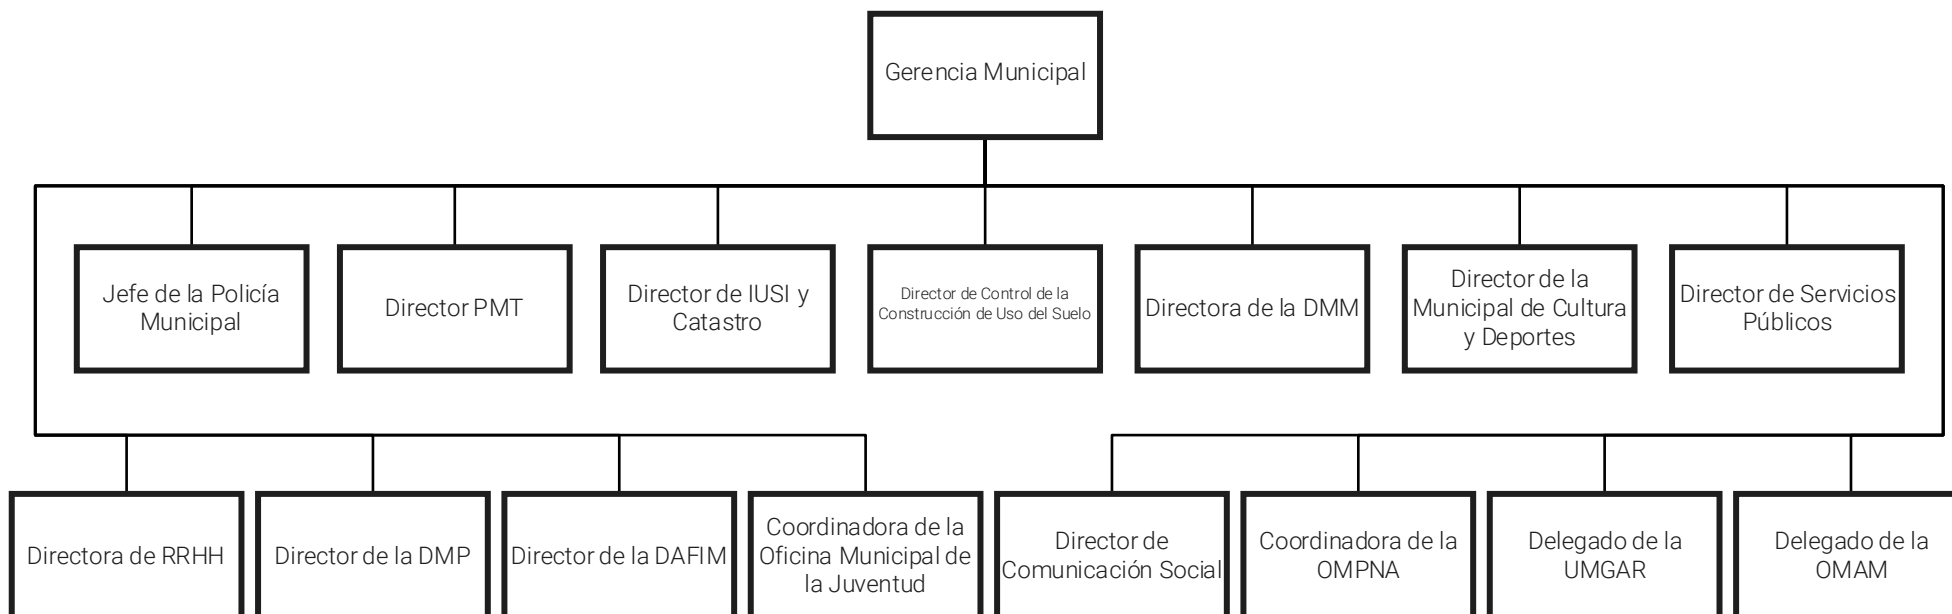 Gerencia Municipal
Jefe de la Policía
Municipal
Director PMT
Director de IUSI y
Catastro
Director de Control de la
Construcción de Uso del Suelo
Directora de la DMM
Director de la
Municipal de Cultura
y Deportes
Director de Servicios
Públicos
Directora de RRHH
Director de la DMP
Director de la DAFIM
Coordinadora de la
Oficina Municipal de
la Juventud
Director de
Comunicación Social
Coordinadora de la
OMPNA
Delegado de la
UMGAR
Delegado de la
OMAM